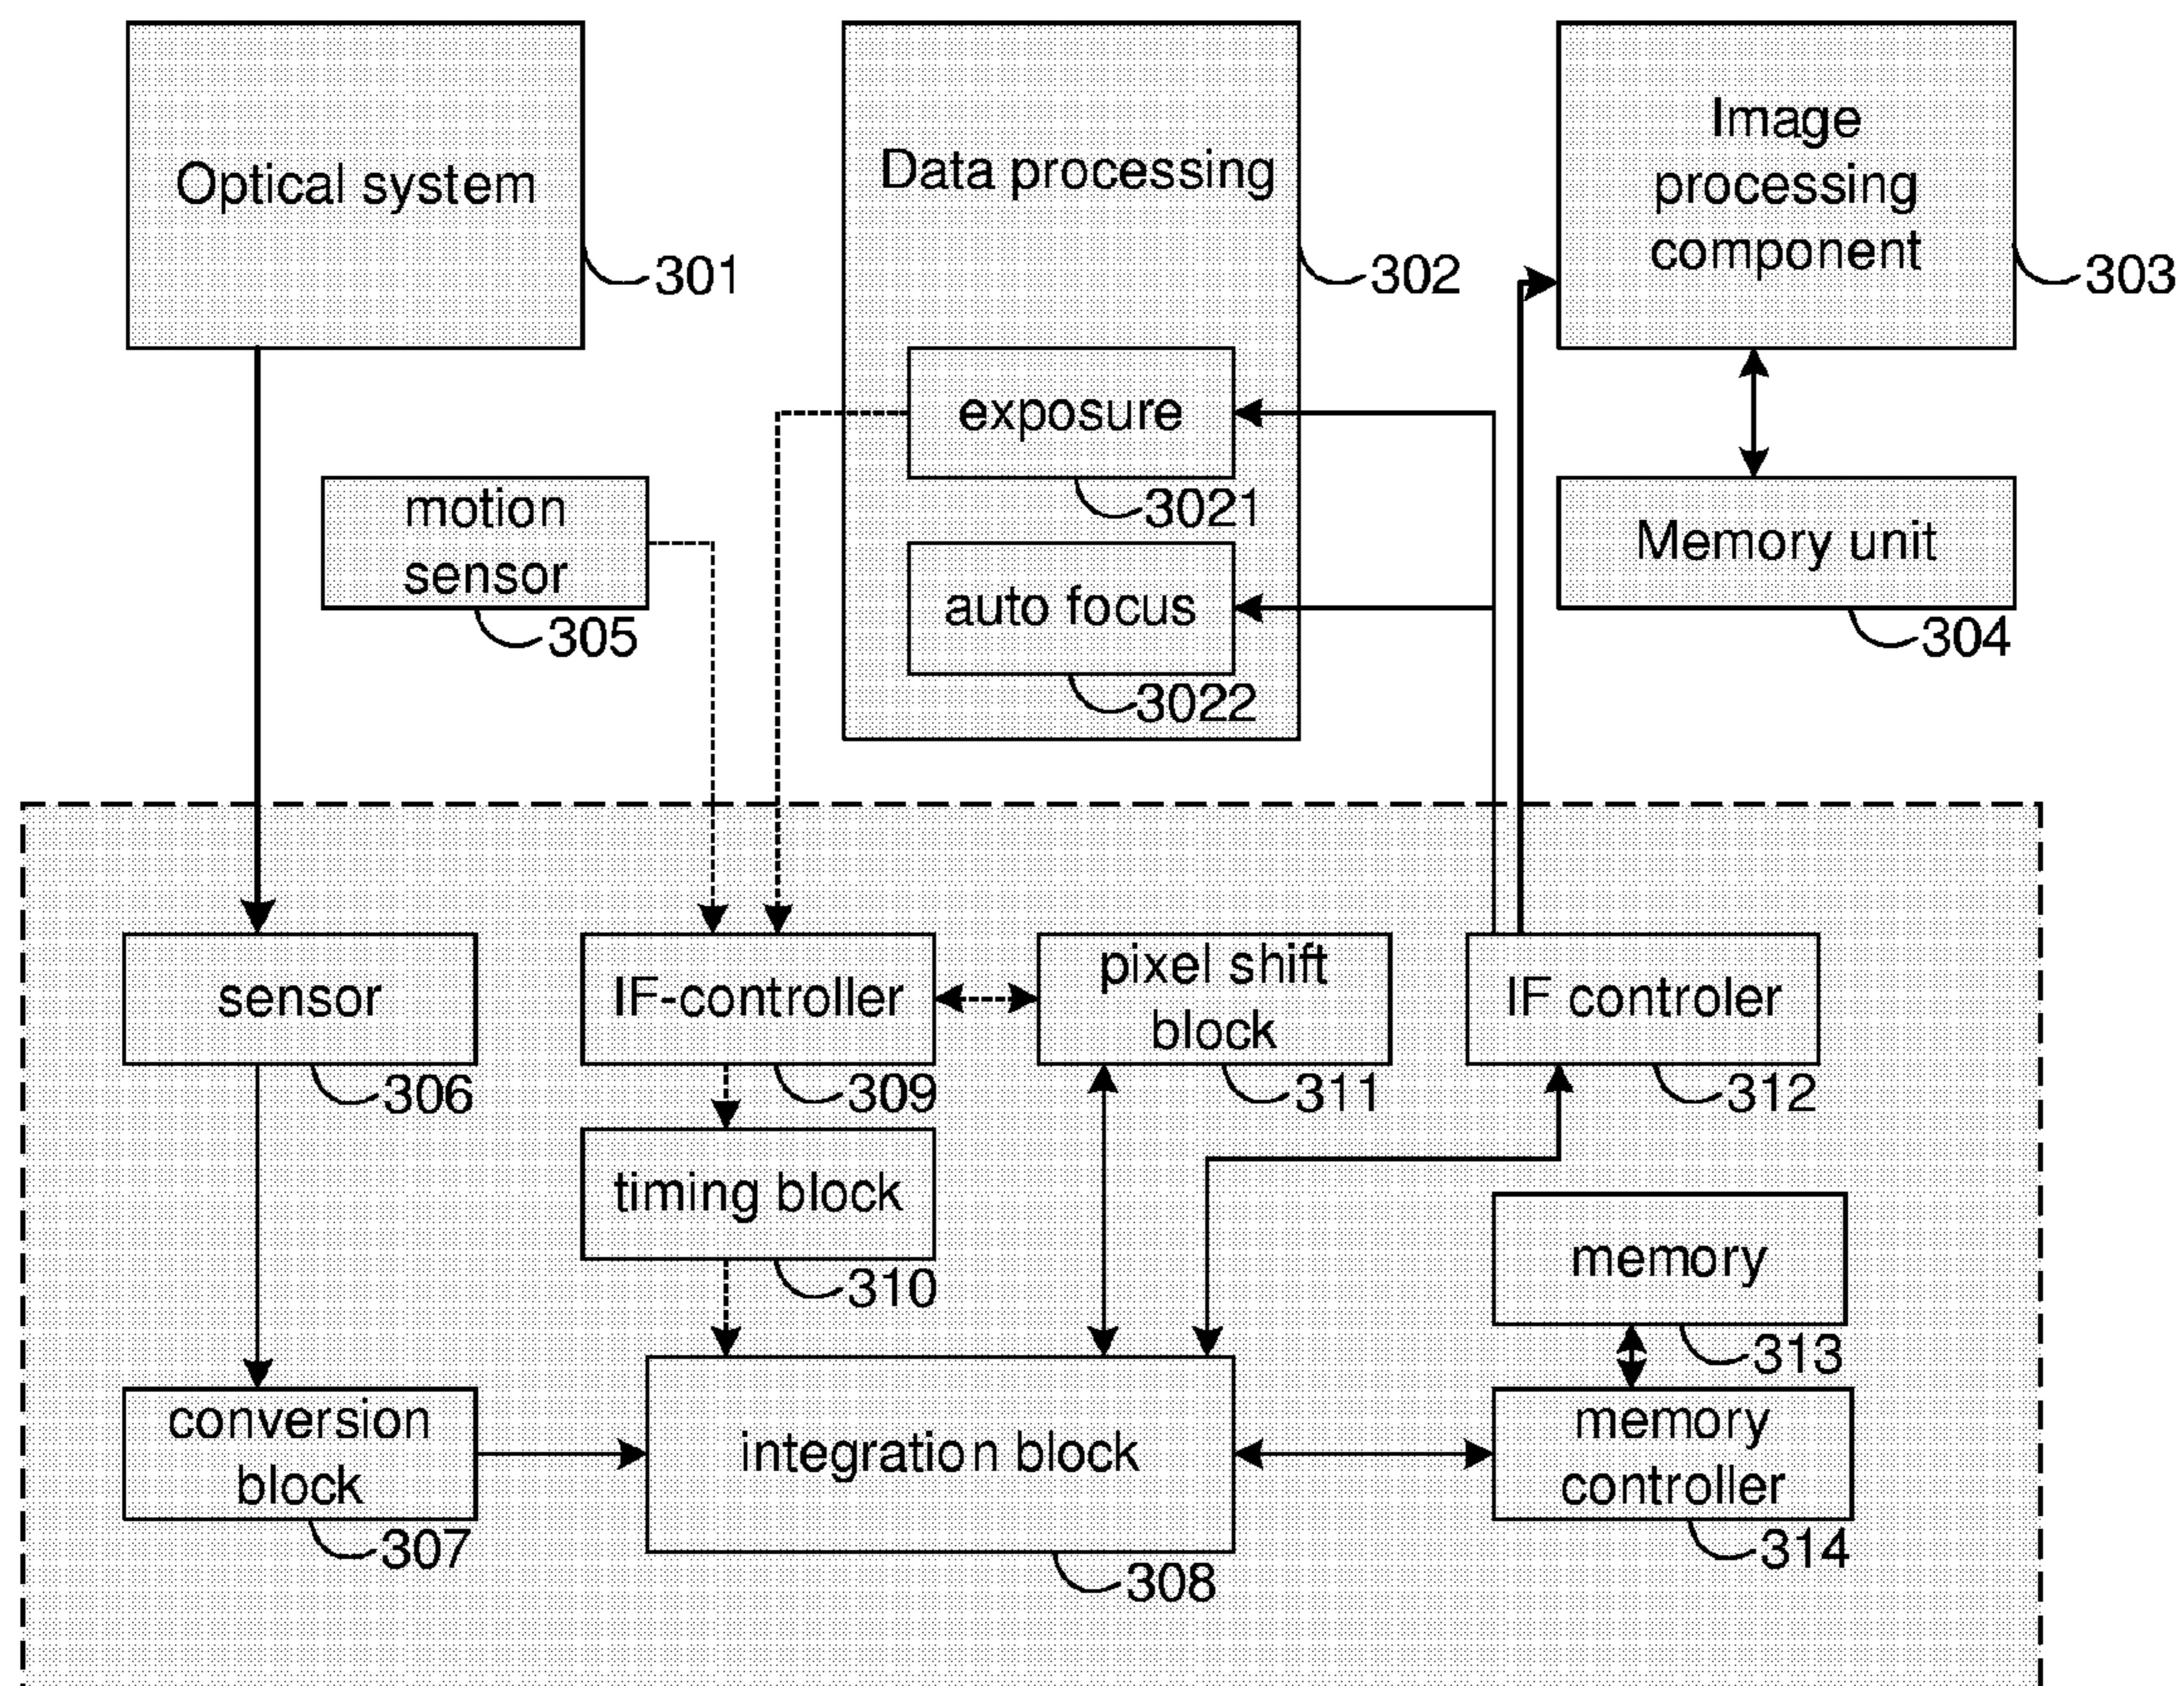 Optical system
301
Data processing
302
Image
processing
component
303
exposure
3021
auto focus
3022
motion
sensor
305
Memory unit
304
sensor
306
IF-controller
309
pixel shift
block
311
IF controler
312
timing block
310
memory
313
conversion
block
307
integration block
308
memory
controller
314